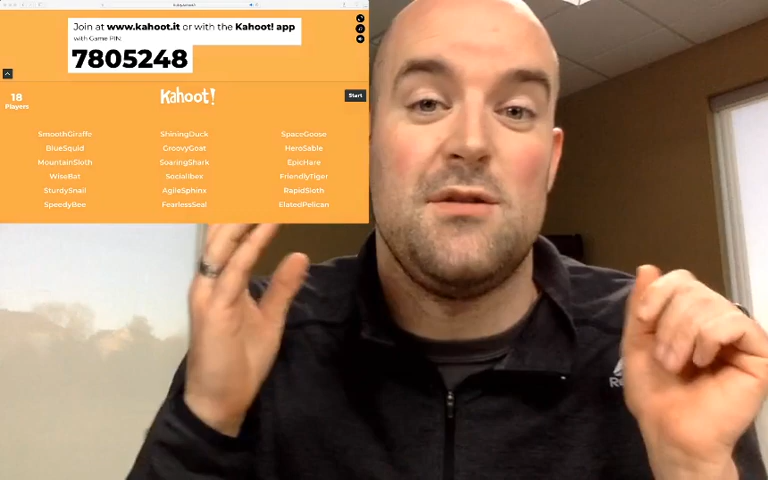 Join at www.kahoot.it or with the Kahoot! app
with Game PIN:
7805248
18
Players
Kahoot!
Start
SmoothGiraffe ShiningDuck SpaceGoose
BlueSquid GroovyGoat HeroSable
MountainSloth SoaringShark EpicHare
WiseBat SocialIbex FriendlyTiger
SturdySnail AgileSphinx RapidSloth
SpeedyBee FearlessSeal ElatedPelican